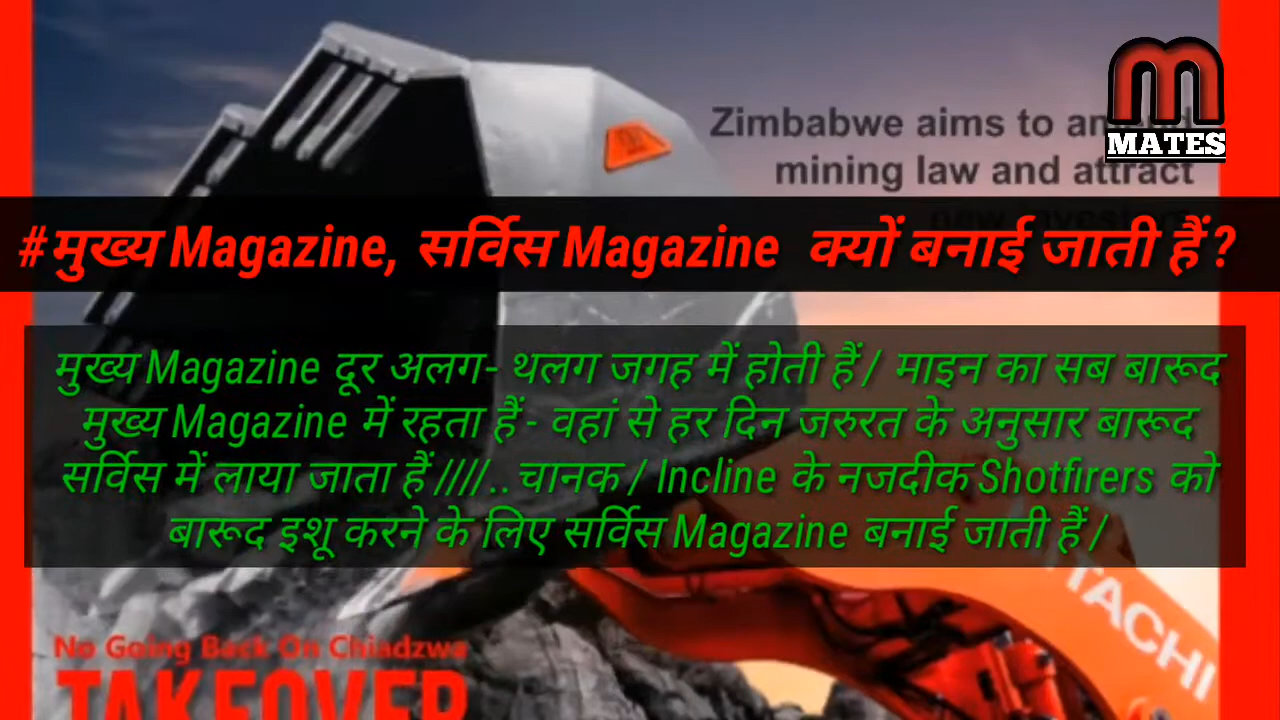 Zimbabwe aims to
mining law and attract
M
MATES
#मुख्य Magazine, सर्विस Magazine क्यों बनाई जाती हैं?
मुख्य Magazine दूर अलग- थलग जगह में होती हैं/ माइन का सब बारूद
मुख्य Magazine में रहता हैं- वहां से हर दिन जरुरत के अनुसार बारूद
सर्विस में लाया जाता हैं////..चानक/ Incline के नजदीक Shotfirers को
बारूद इशू करने के लिए सर्विस Magazine बनाई जाती हैं/
TACHI
No Going Back On Chiadzwa
TAKEOVER